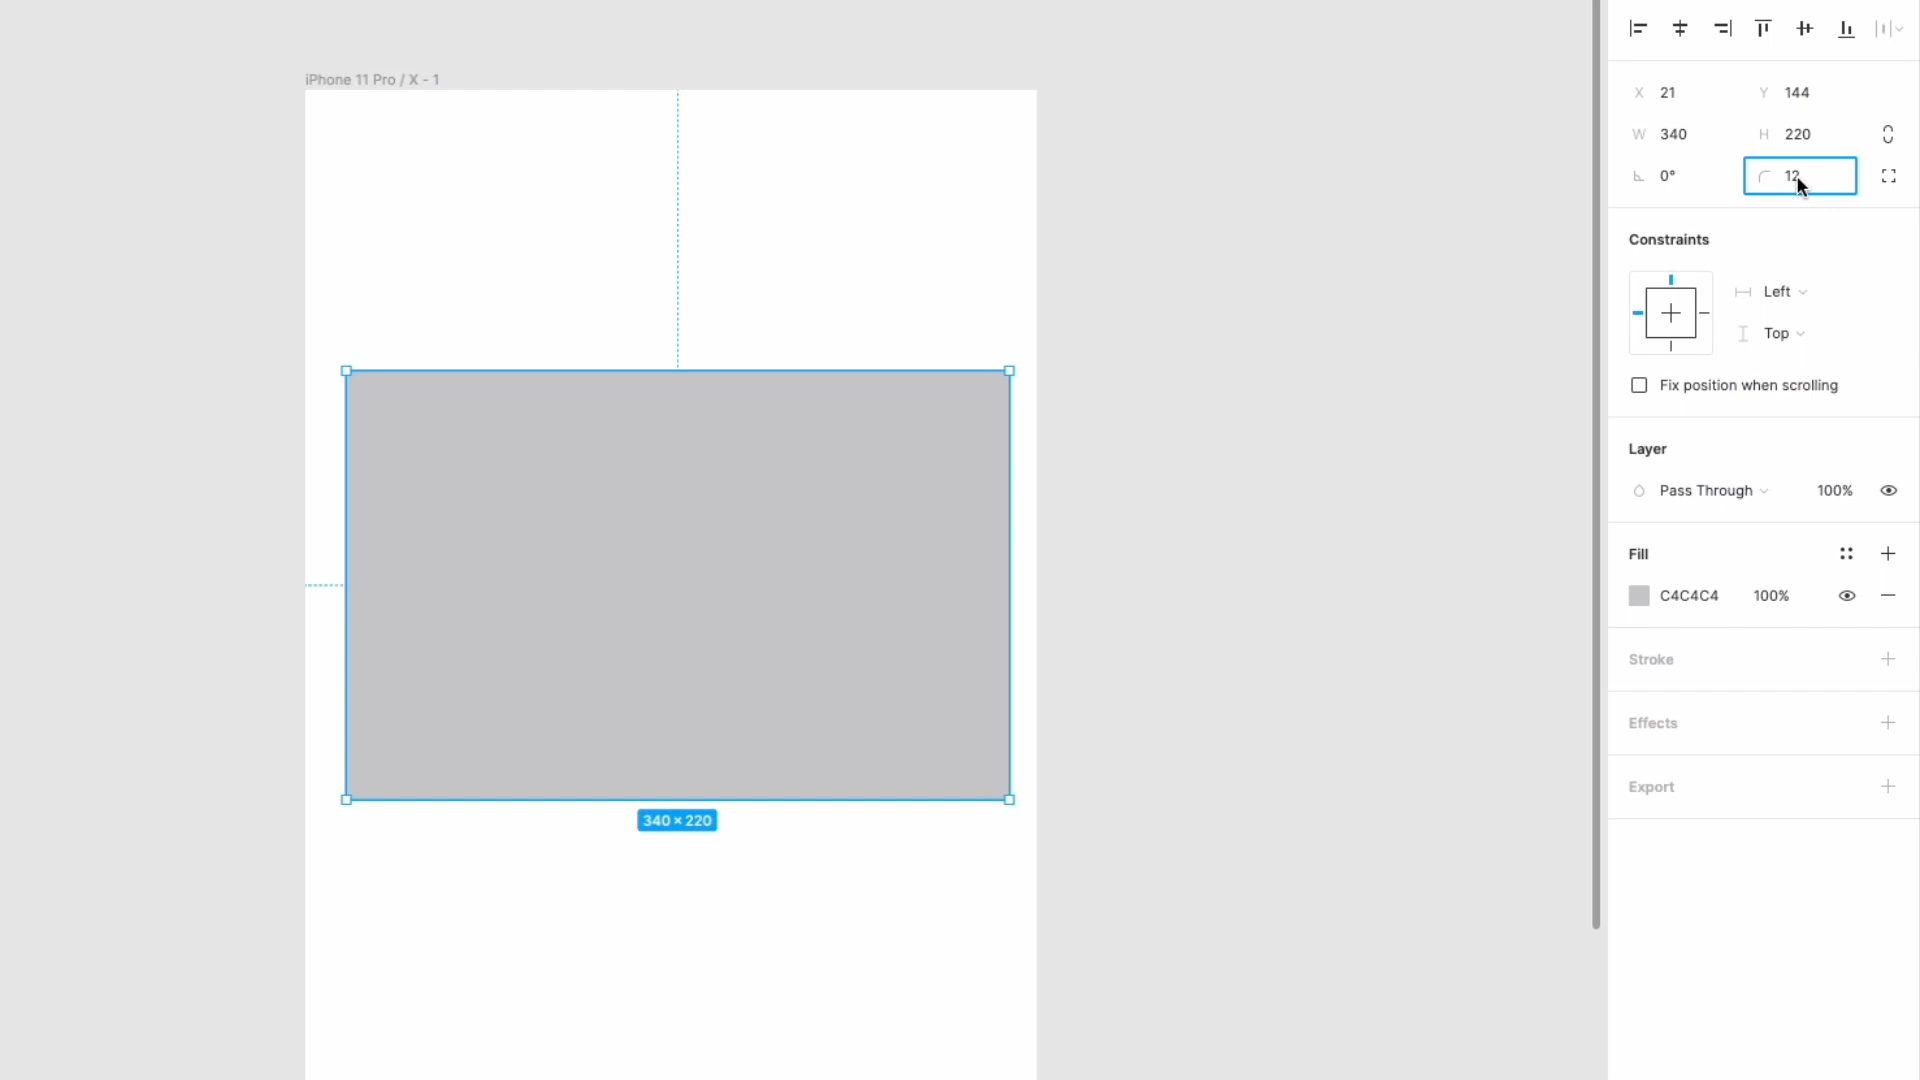 iPhone 11 Pro / X - 1
X 21 Y 144
W 340 H 220
0° 12
Constraints
Left
Top
Fix position when scrolling
Layer
Pass Through 100%
Fill
C4C4C4 100%
Stroke
Effects
Export
340 × 220